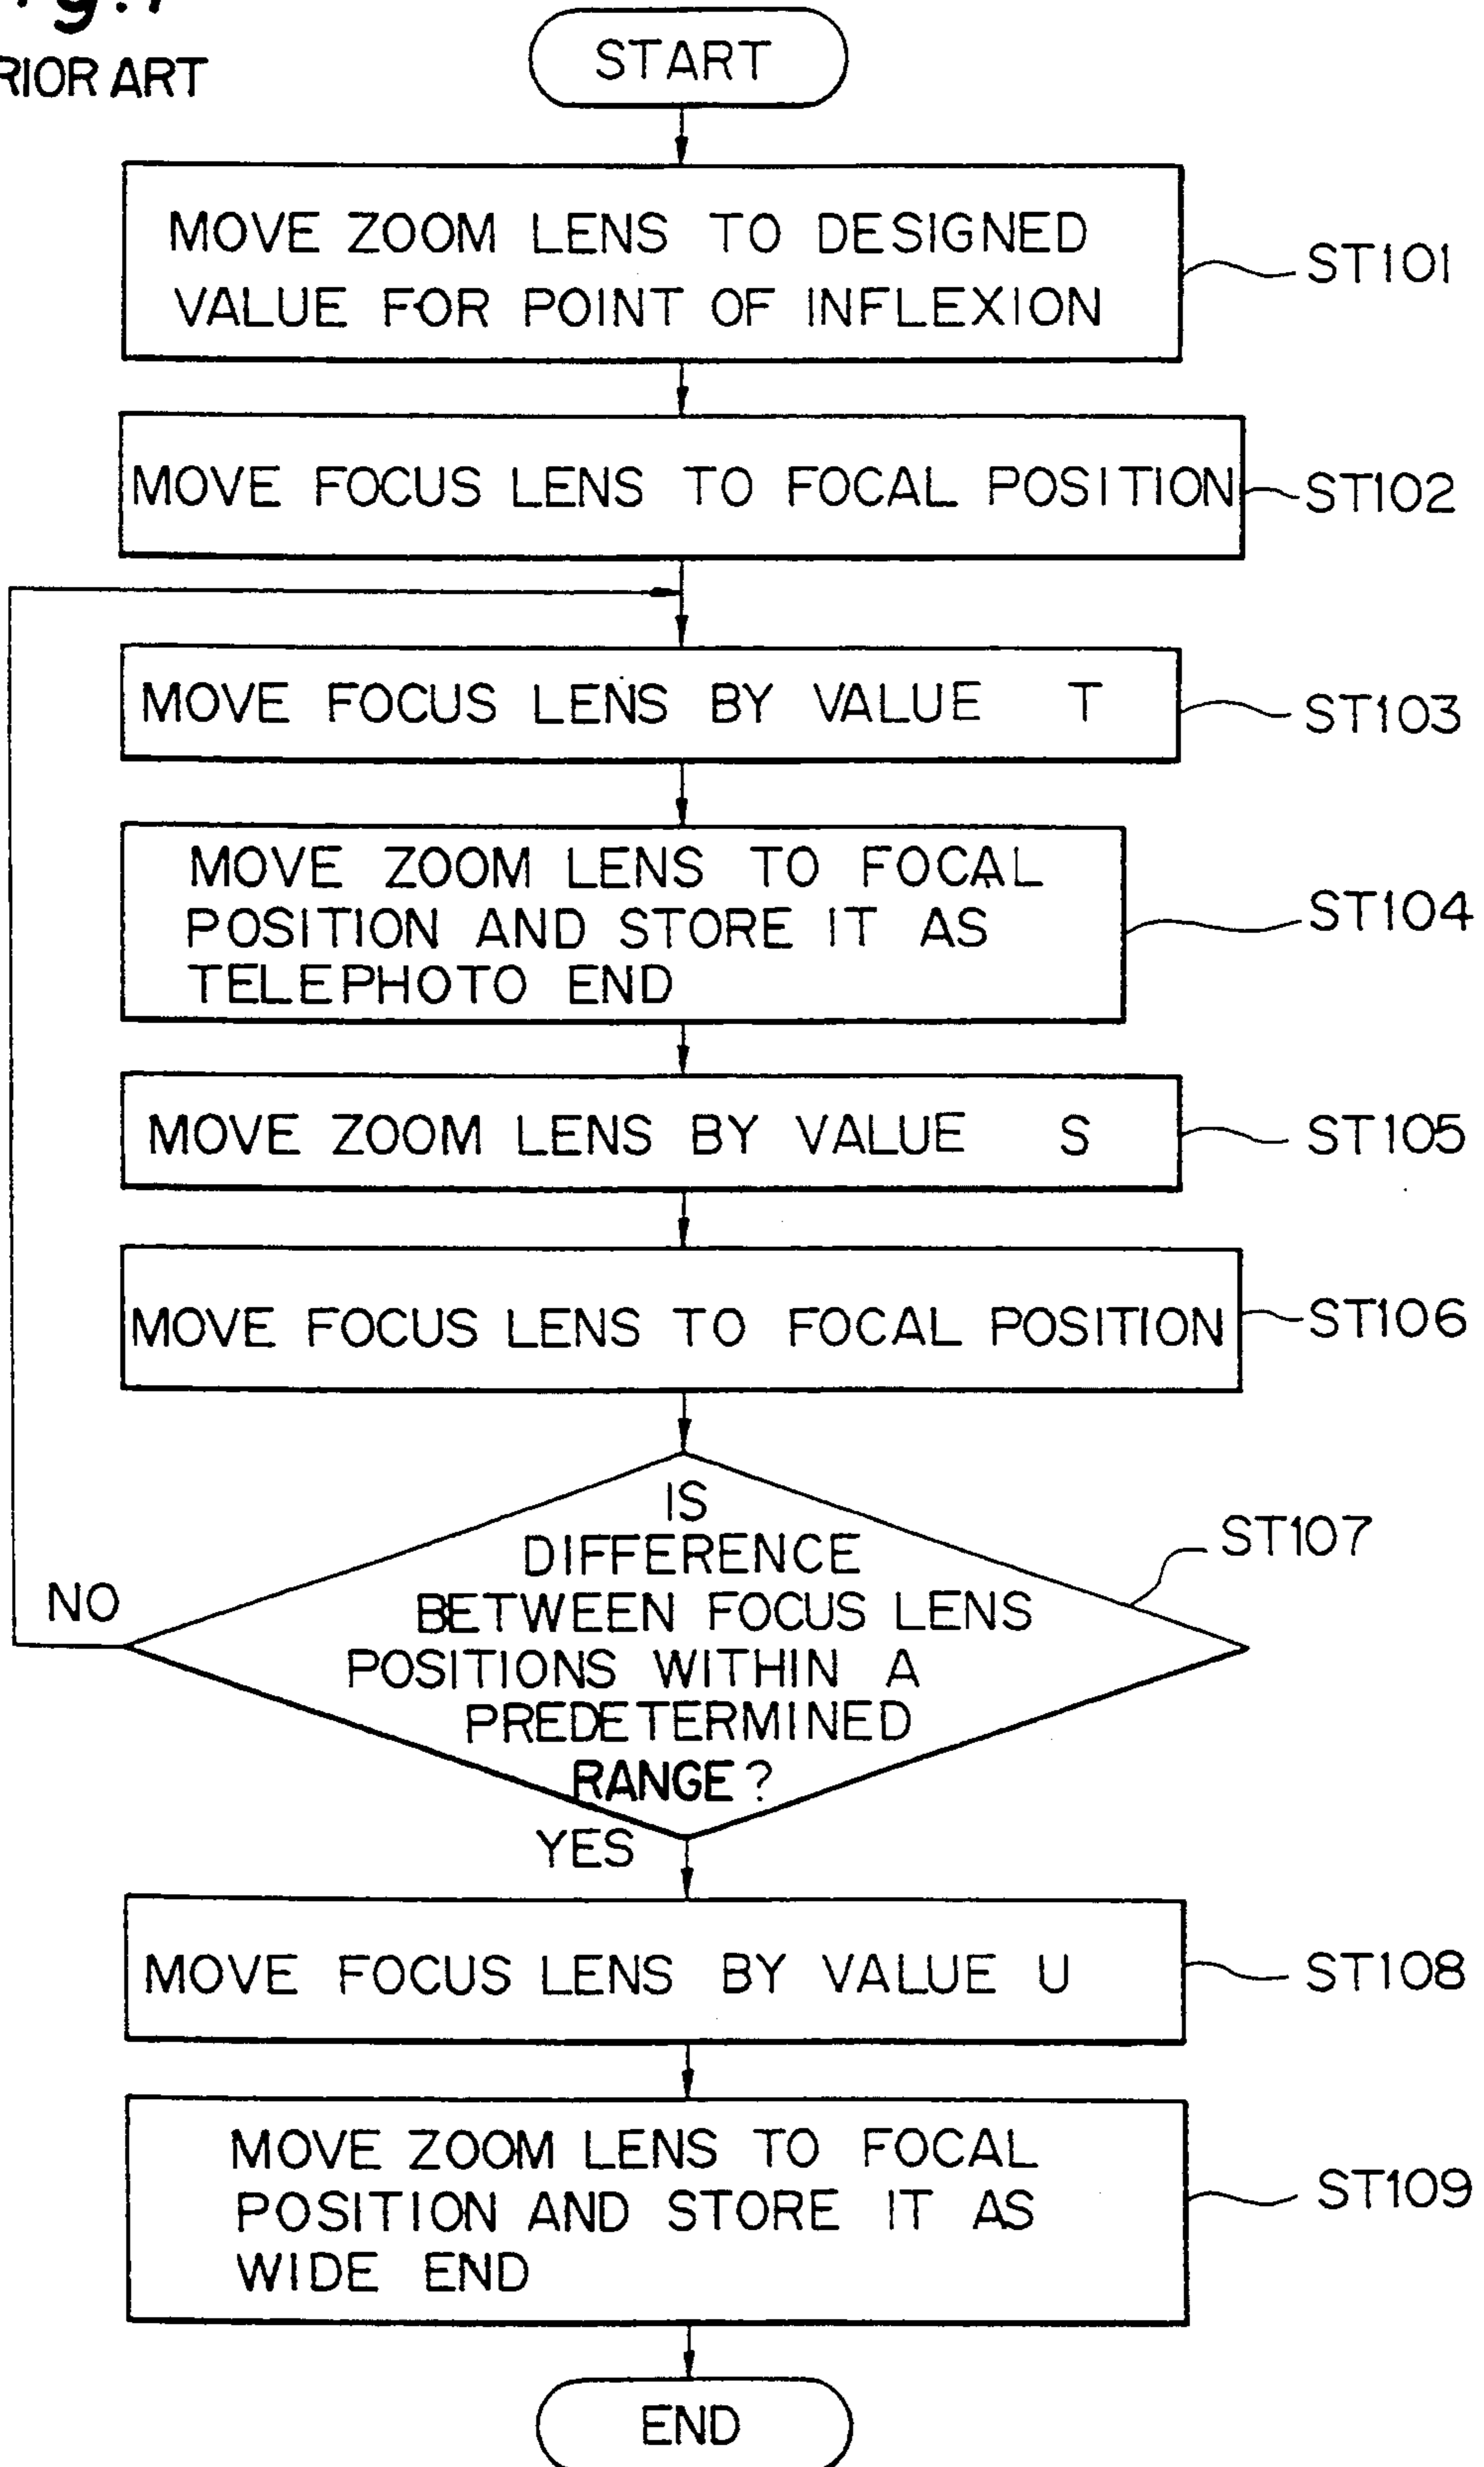 START
MOVE ZOOM LENS TO DESIGNED
VALUE FOR POINT OF INFLEXION
ST101
MOVE FOCUS LENS TO FOCAL POSITION
ST102
MOVE FOCUS LENS BY VALUE T
ST103
MOVE ZOOM LENS TO FOCAL
POSITION AND STORE IT AS
TELEPHOTO END
ST104
MOVE ZOOM LENS BY VALUE S
ST105
MOVE FOCUS LENS TO FOCAL POSITION
ST106
IS
DIFFERENCE
BETWEEN FOCUS LENS
POSITIONS WITHIN A
PREDETERMINED
RANGE?
ST107
NO
YES
MOVE FOCUS LENS BY VALUE U
ST108
MOVE ZOOM LENS TO FOCAL
POSITION AND STORE IT AS
WIDE END
ST109
END
ART